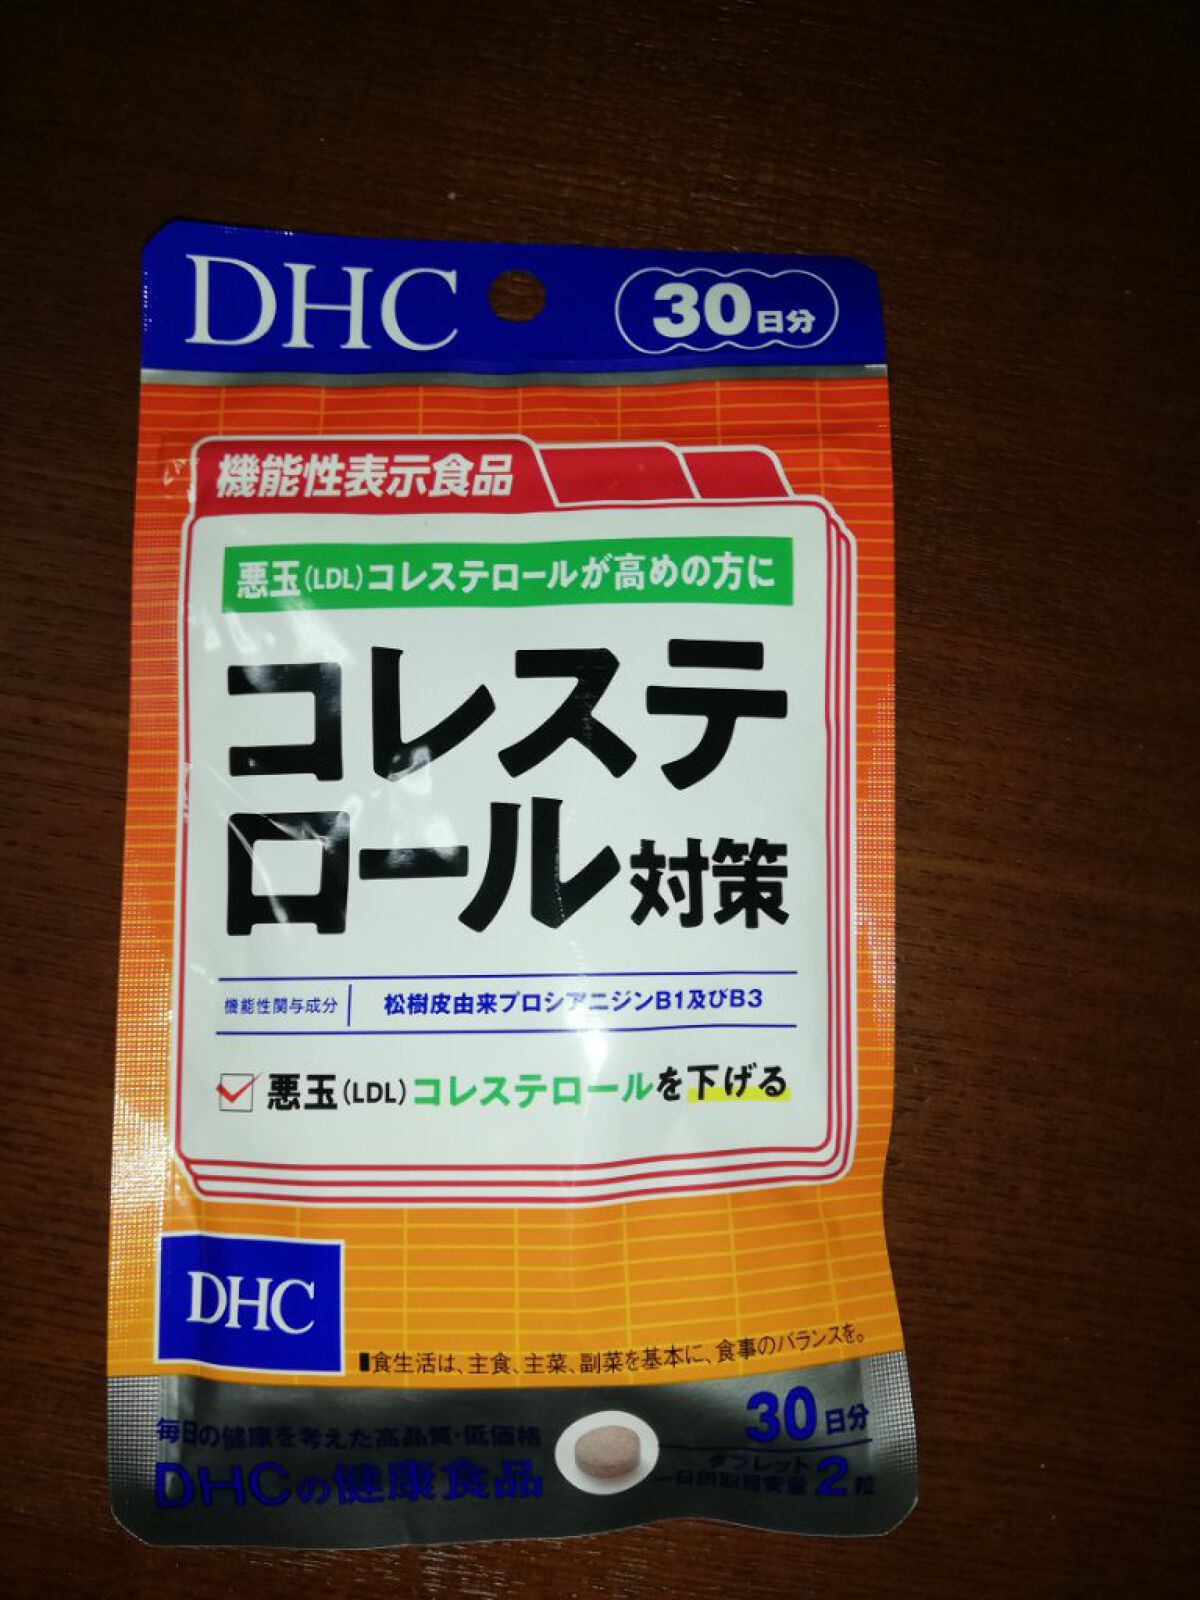 DHC
30日分
機能性表示食品
悪玉(LDL)コレステロールが高めの方に
コレステ
ロール対策
機能性関与成分 松樹皮由来プロシアニジンB1及びB3
悪玉(LDL)コレステロールを下げる
DHC
■食生活は、主食、主菜、副菜を基本に、食事のバランスを。
毎日の健康を考えた高品質・低価格
DHCの健康食品
30日分
タブレット
一日摂取目安量 2粒